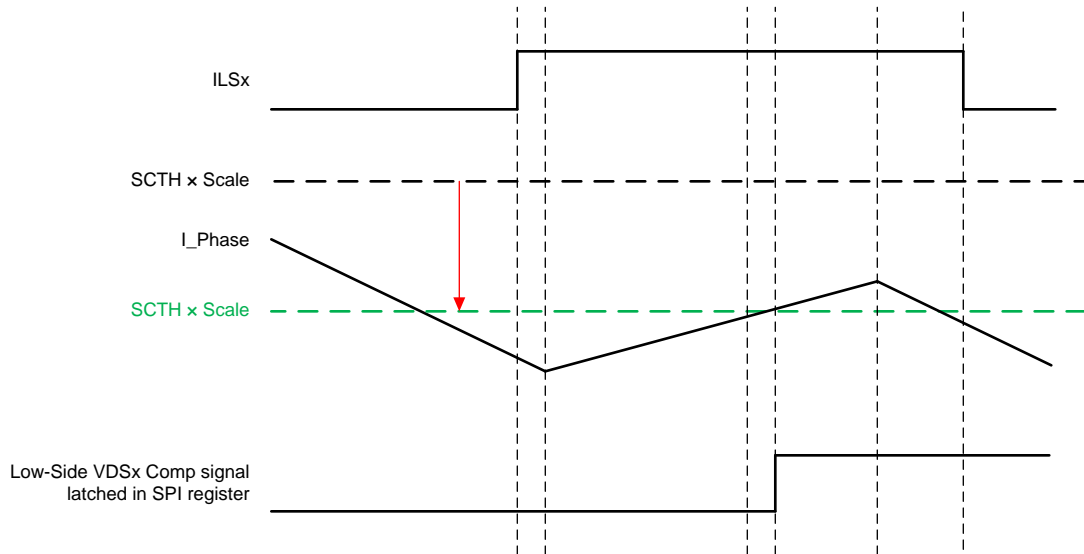 ILSx
SCTH × Scale
I_Phase
SCTH × Scale
Low-Side VDSx Comp signal
latched in SPI register